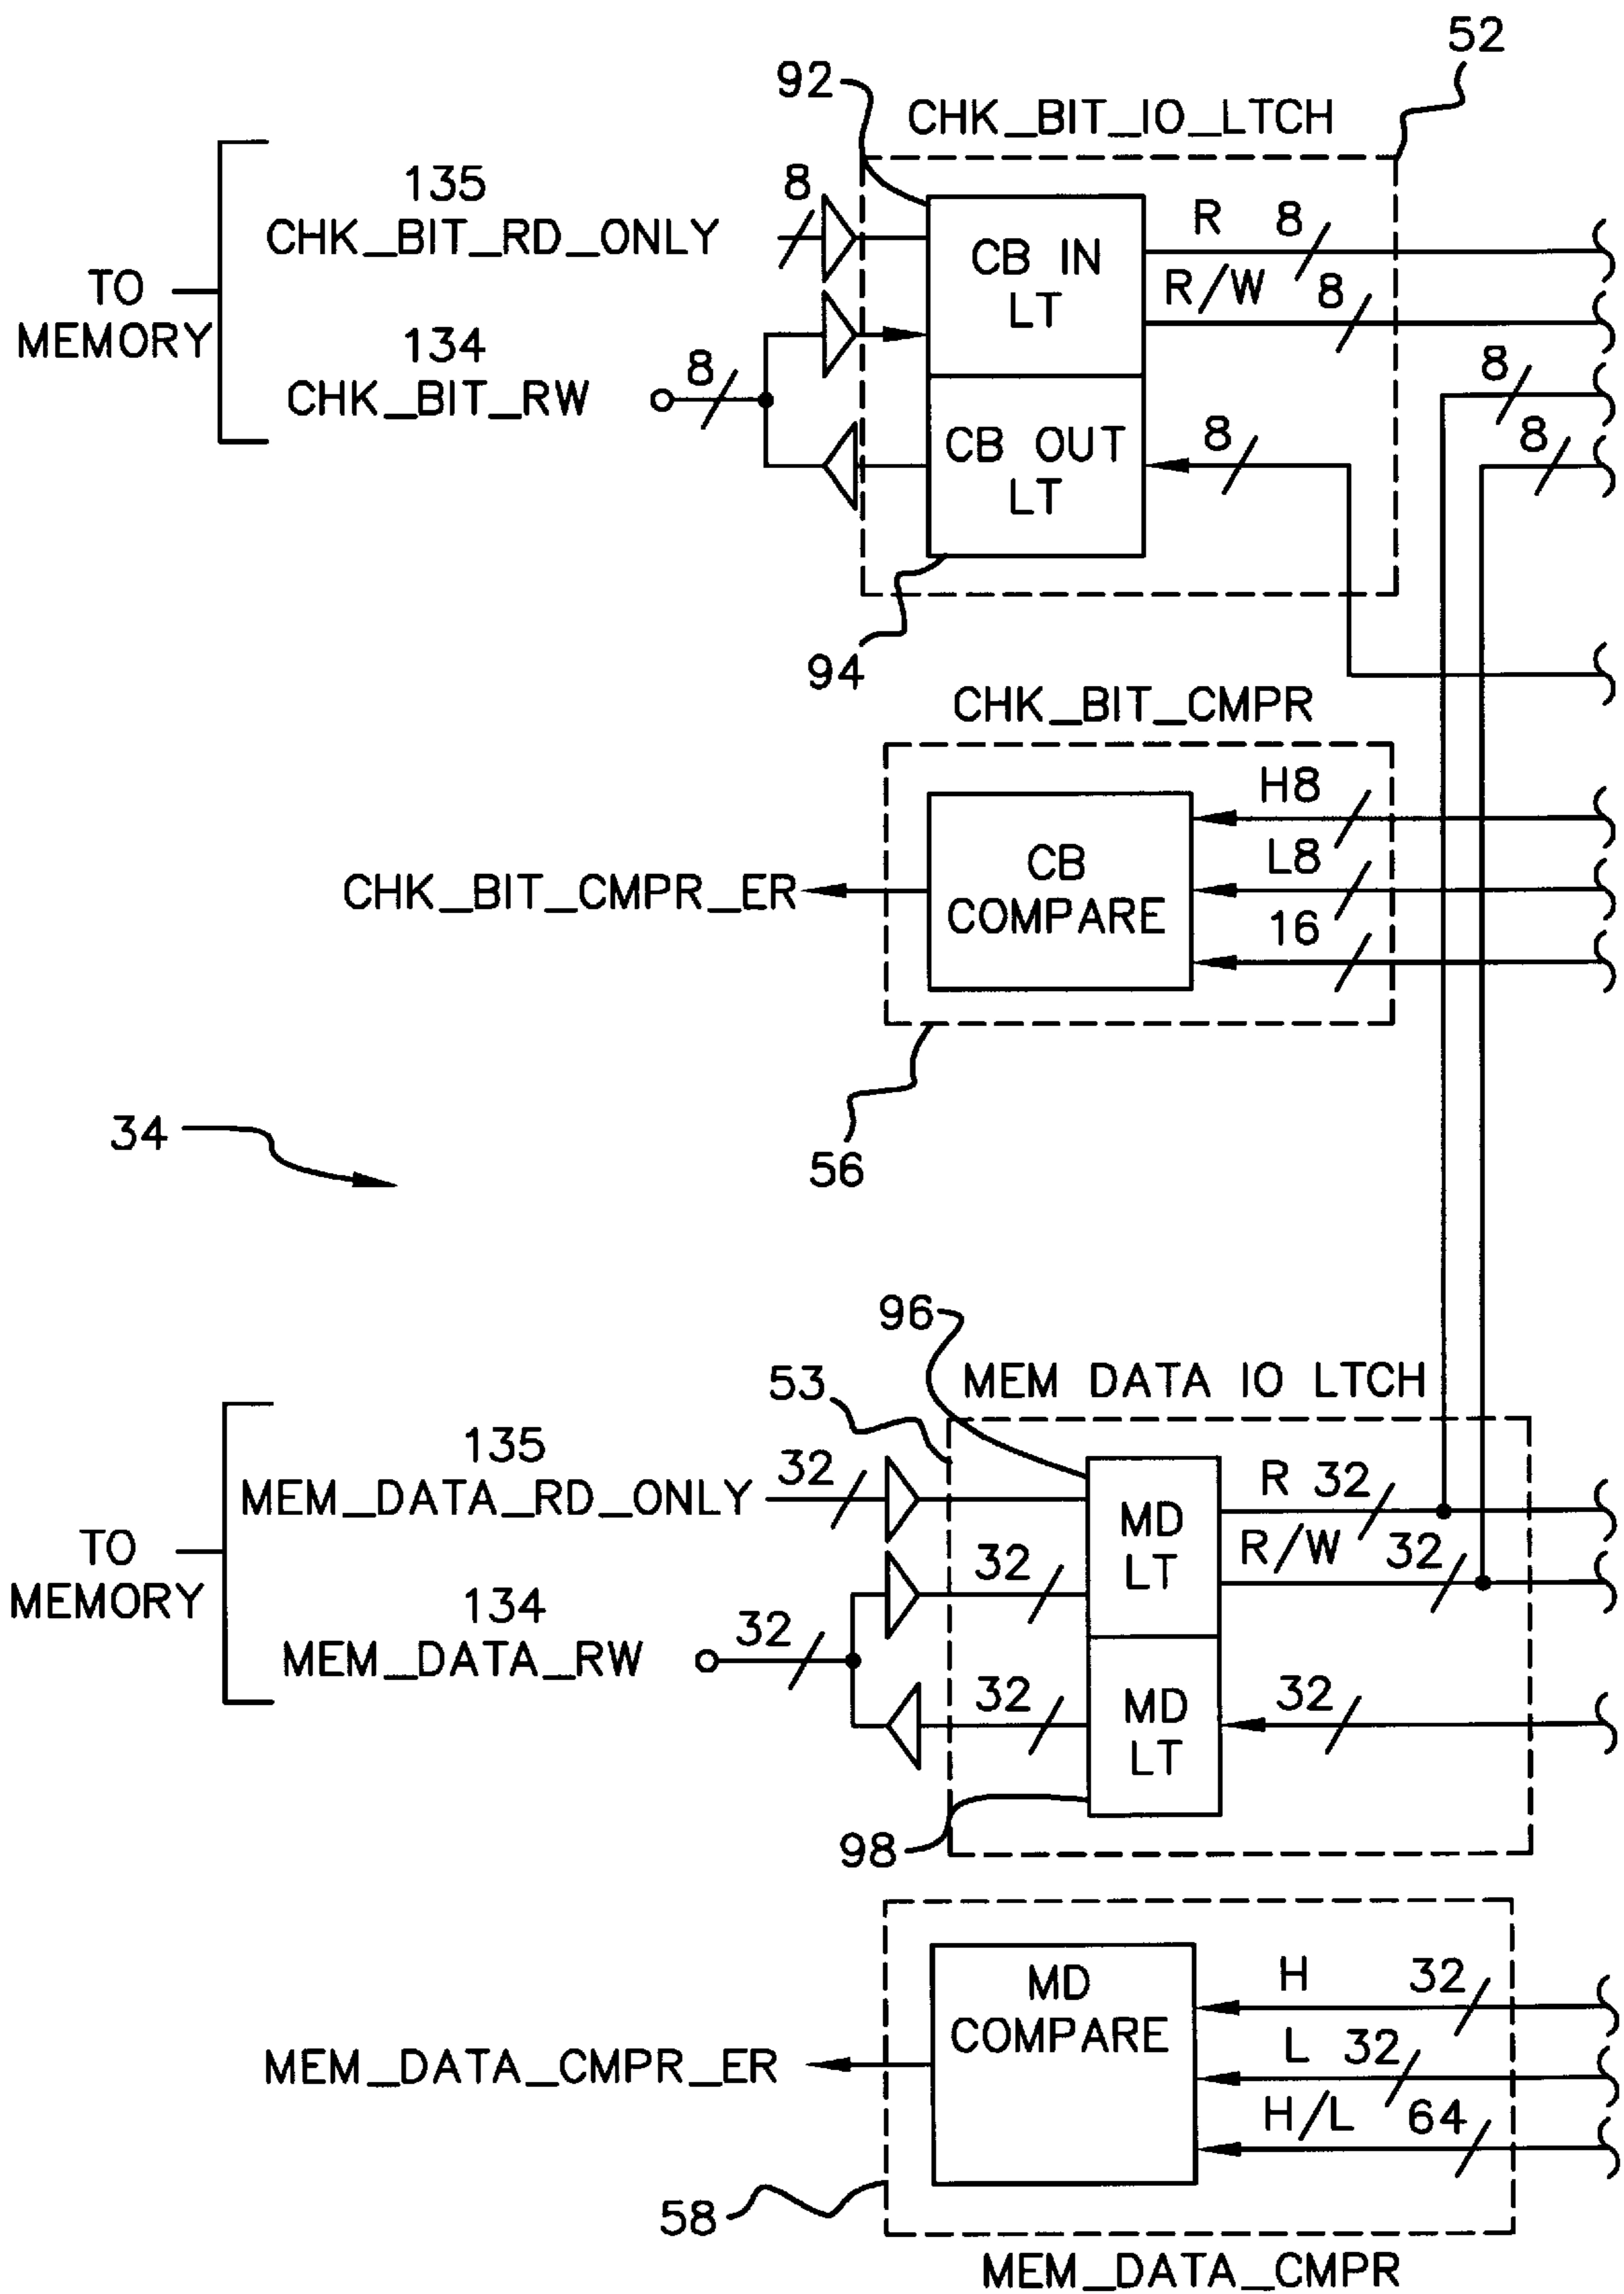 52
92
CHK_BIT_IO_LTCH
135
CHK_BIT_RD_ONLY
8
CB IN
LT
R 8
R/W 8
TO
MEMORY
134
CHK_BIT_RW
8
8
CB OUT
LT
8
8
94
CHK_BIT_CMPR
H8
L8
16
CB
COMPARE
CHK_BIT_CMPR_ER
56
34
96
53
MEM DATA IO LTCH
135
MEM_DATA_RD_ONLY
32
MD
LT
R 32
R/W 32
TO
MEMORY
32
134
MEM_DATA_RW
32
32
MD
LT
32
98
MD
COMPARE
H 32
L 32
H/L 64
MEM_DATA_CMPR_ER
58
MEM_DATA_CMPR